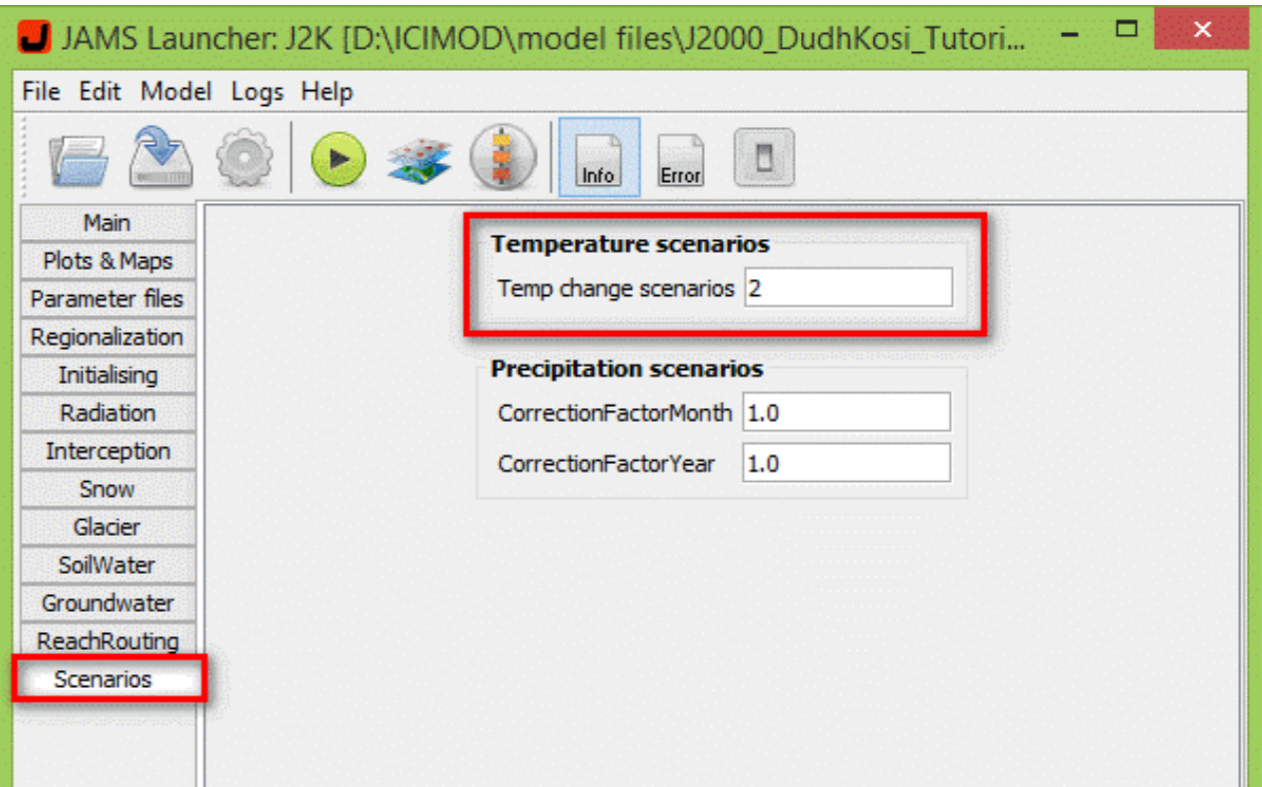 JAMS Launcher: J2K [D:\ICIMOD\model files\J2000_DudhKosi_Tutori...
File Edit Model Logs Help
Info Error
Main
Plots & Maps
Parameter files
Regionalization
Initialising
Radiation
Interception
Snow
Glacier
SoilWater
Groundwater
ReachRouting
Scenarios
Temperature scenarios
Temp change scenarios 2
Precipitation scenarios
CorrectionFactorMonth 1.0
CorrectionFactorYear 1.0